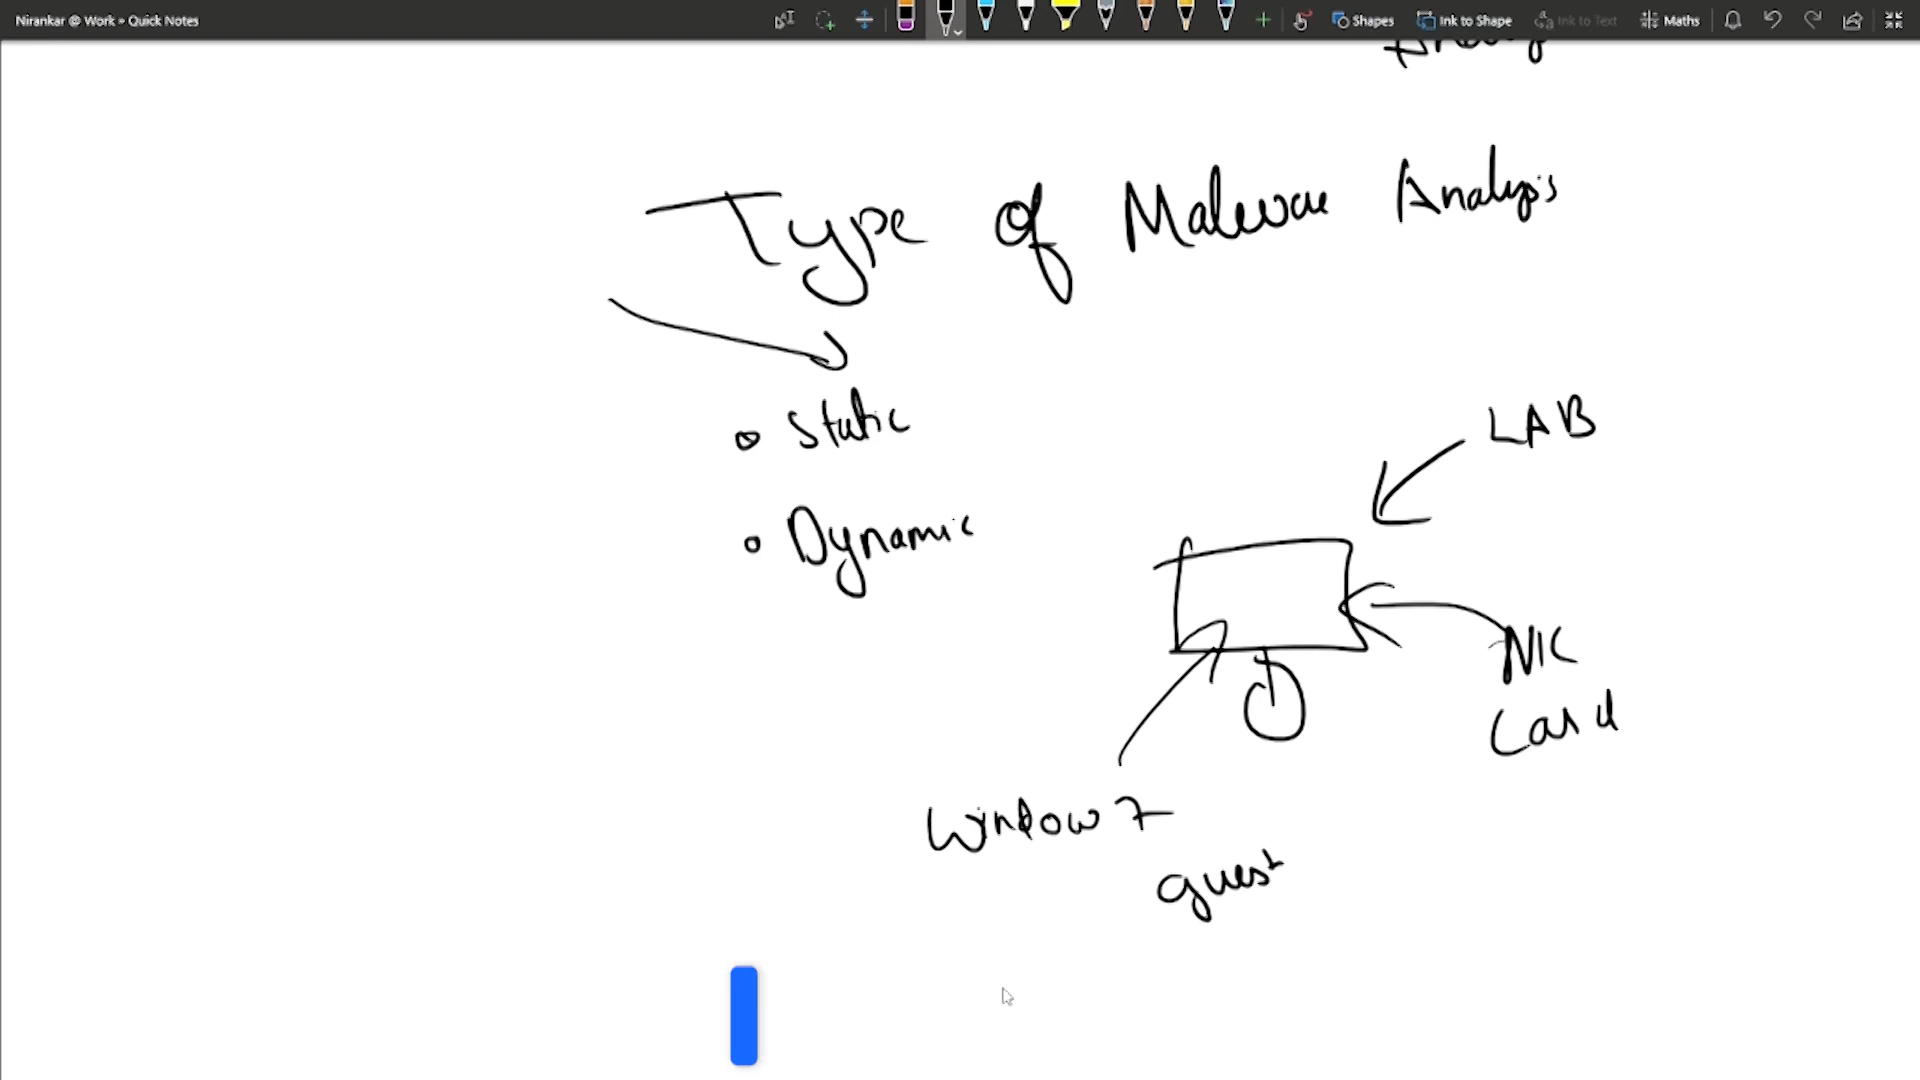 Nirankar @ Work » Quick Notes
Shapes
Ink to Shape
Ink to Text
Maths
Type of Malware Analysis
• Static
• Dynamic
LAB
NIC
Card
Window 7
guest